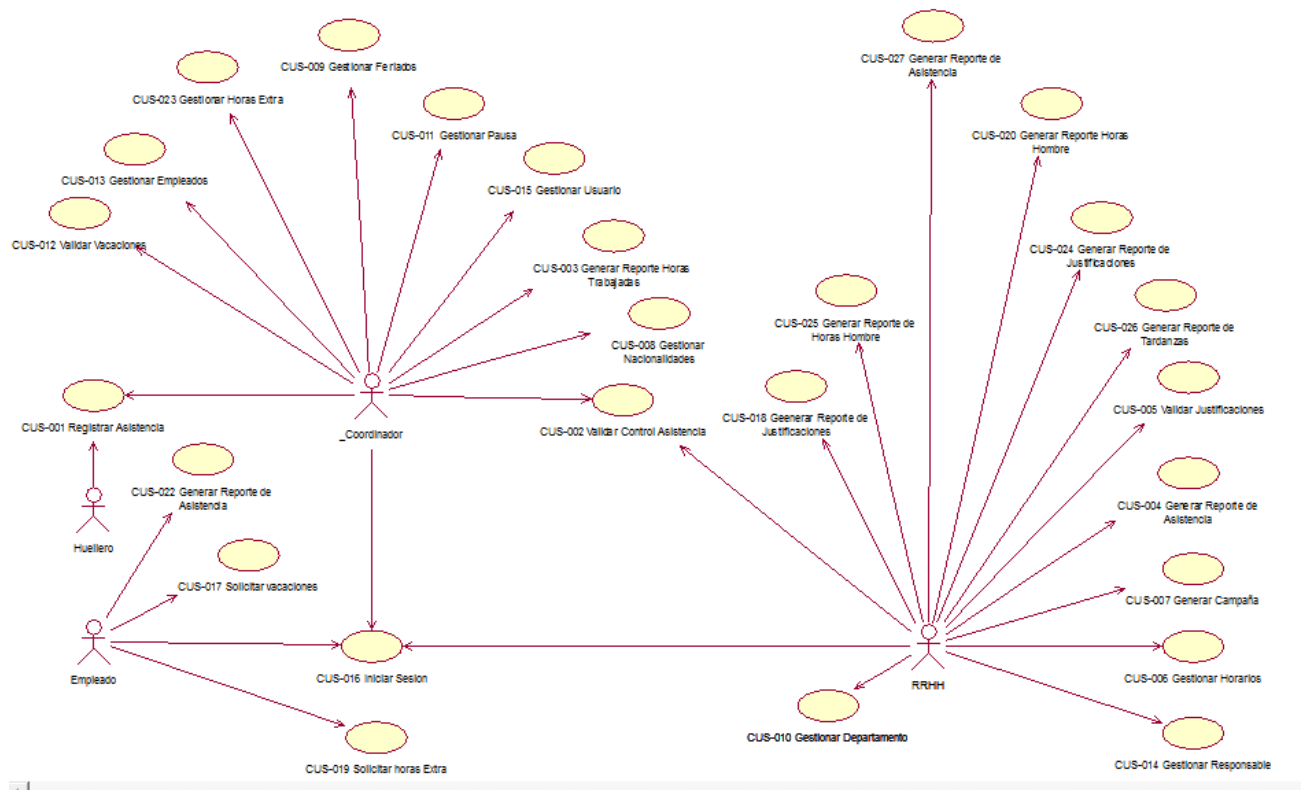 CUS-009 Gestionar Feriados
CUS-023 Gestionar Horas Extra
CUS-011 Gestionar Pausa
CUS-013 Gestionar Empleados
CUS-015 Gestionar Usuario
CUS-012 Validar Vacaciones
CUS-003 Generar Reporte Horas
Trabajadas
CUS-008 Gestionar
Nacionalidades
CUS-001 Registrar Asistencia
_Coordinador
CUS-002 Validar Control Asistencia
CUS-022 Generar Reporte de
Asistencia
Huellero
CUS-017 Solicitar vacaciones
Empleado
CUS-016 Iniciar Sesion
CUS-019 Solicitar horas Extra
CUS-027 Generar Reporte de
Asistencia
CUS-020 Generar Reporte Horas
Hombre
CUS-024 Generar Reporte de
Justificaciones
CUS-025 Generar Reporte de
Horas Hombre
CUS-026 Generar Reporte de
Tardanzas
CUS-018 Geenerar Reporte de
Justificaciones
CUS-005 Validar Justificaciones
CUS-004 Generar Reporte de
Asistencia
CUS-007 Generar Campaña
RRHH
CUS-006 Gestionar Horarios
CUS-010 Gestionar Departamento
CUS-014 Gestionar Responsable